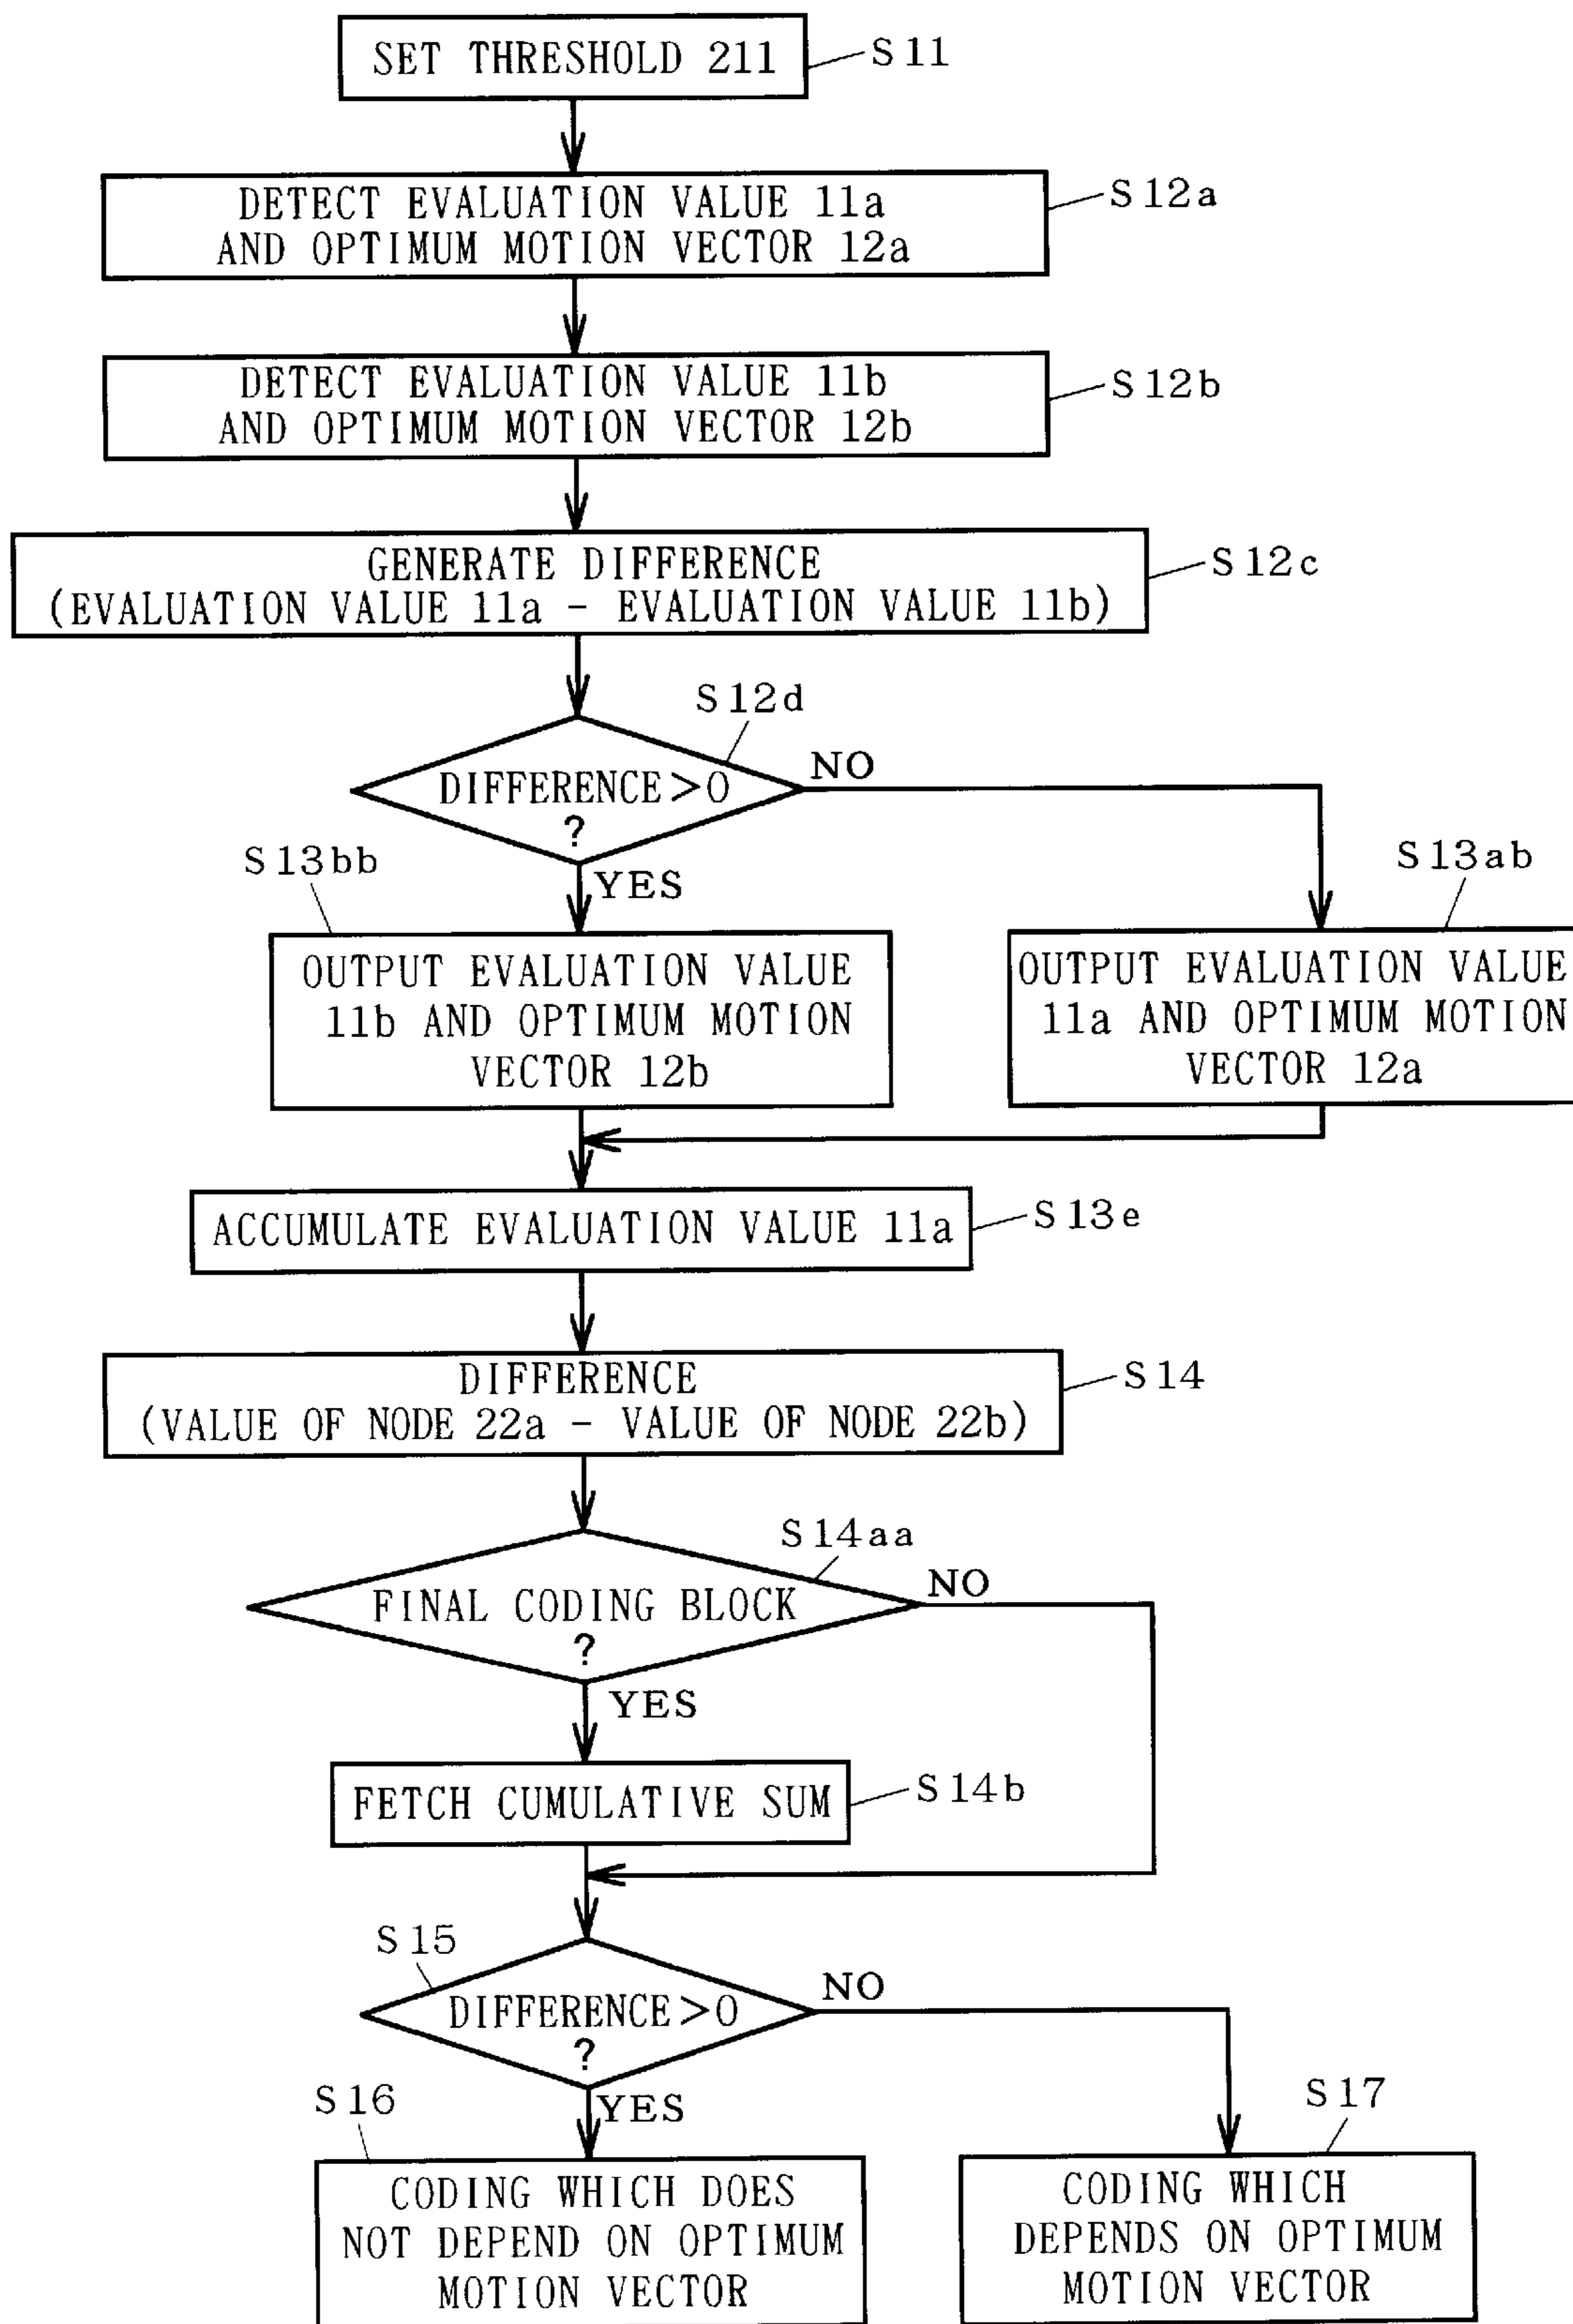 SET THRESHOLD 211
S11
DETECT EVALUATION VALUE 11a
AND OPTIMUM MOTION VECTOR 12a
S12a
DETECT EVALUATION VALUE 11b
AND OPTIMUM MOTION VECTOR 12b
S12b
GENERATE DIFFERENCE
(EVALUATION VALUE 11a - EVALUATION VALUE 11b)
S12c
S12d
DIFFERENCE>0
?
NO
YES
S13bb
OUTPUT EVALUATION VALUE
11b AND OPTIMUM MOTION
VECTOR 12b
S13ab
OUTPUT EVALUATION VALUE
11a AND OPTIMUM MOTION
VECTOR 12a
ACCUMULATE EVALUATION VALUE 11a
S13e
DIFFERENCE
(VALUE OF NODE 22a - VALUE OF NODE 22b)
S14
S14aa
FINAL CODING BLOCK
?
NO
YES
FETCH CUMULATIVE SUM
S14b
S15
DIFFERENCE>0
?
NO
YES
S16
CODING WHICH DOES
NOT DEPEND ON OPTIMUM
MOTION VECTOR
S17
CODING WHICH
DEPENDS ON OPTIMUM
MOTION VECTOR